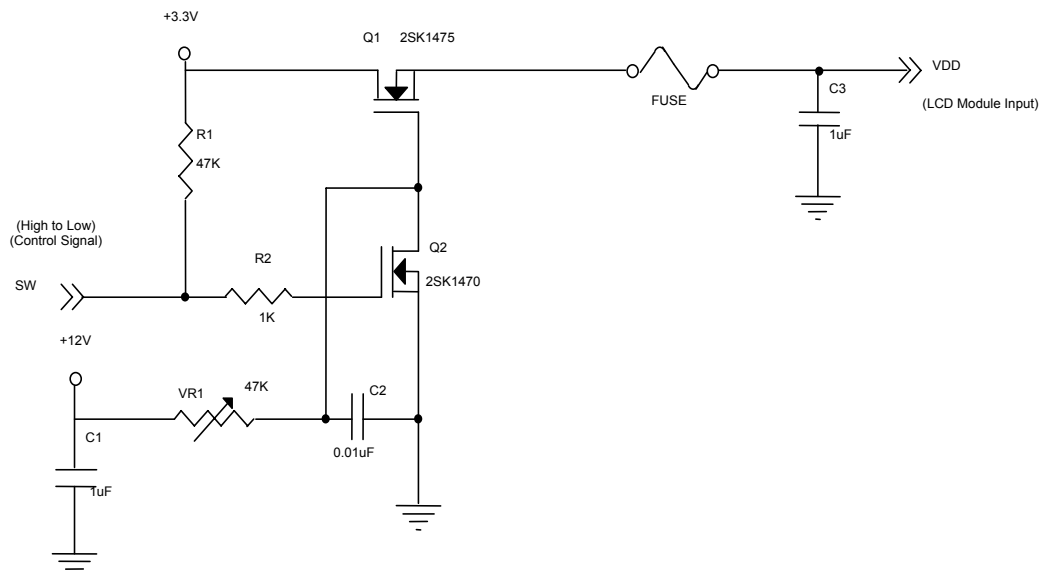 +3.3V
Q1 2SK1475
FUSE
VDD
(LCD Module Input)
C3
1uF
R1
47K
(High to Low)
(Control Signal)
SW
R2
1K
Q2
2SK1470
+12V
VR1
47K
C2
0.01uF
C1
1uF